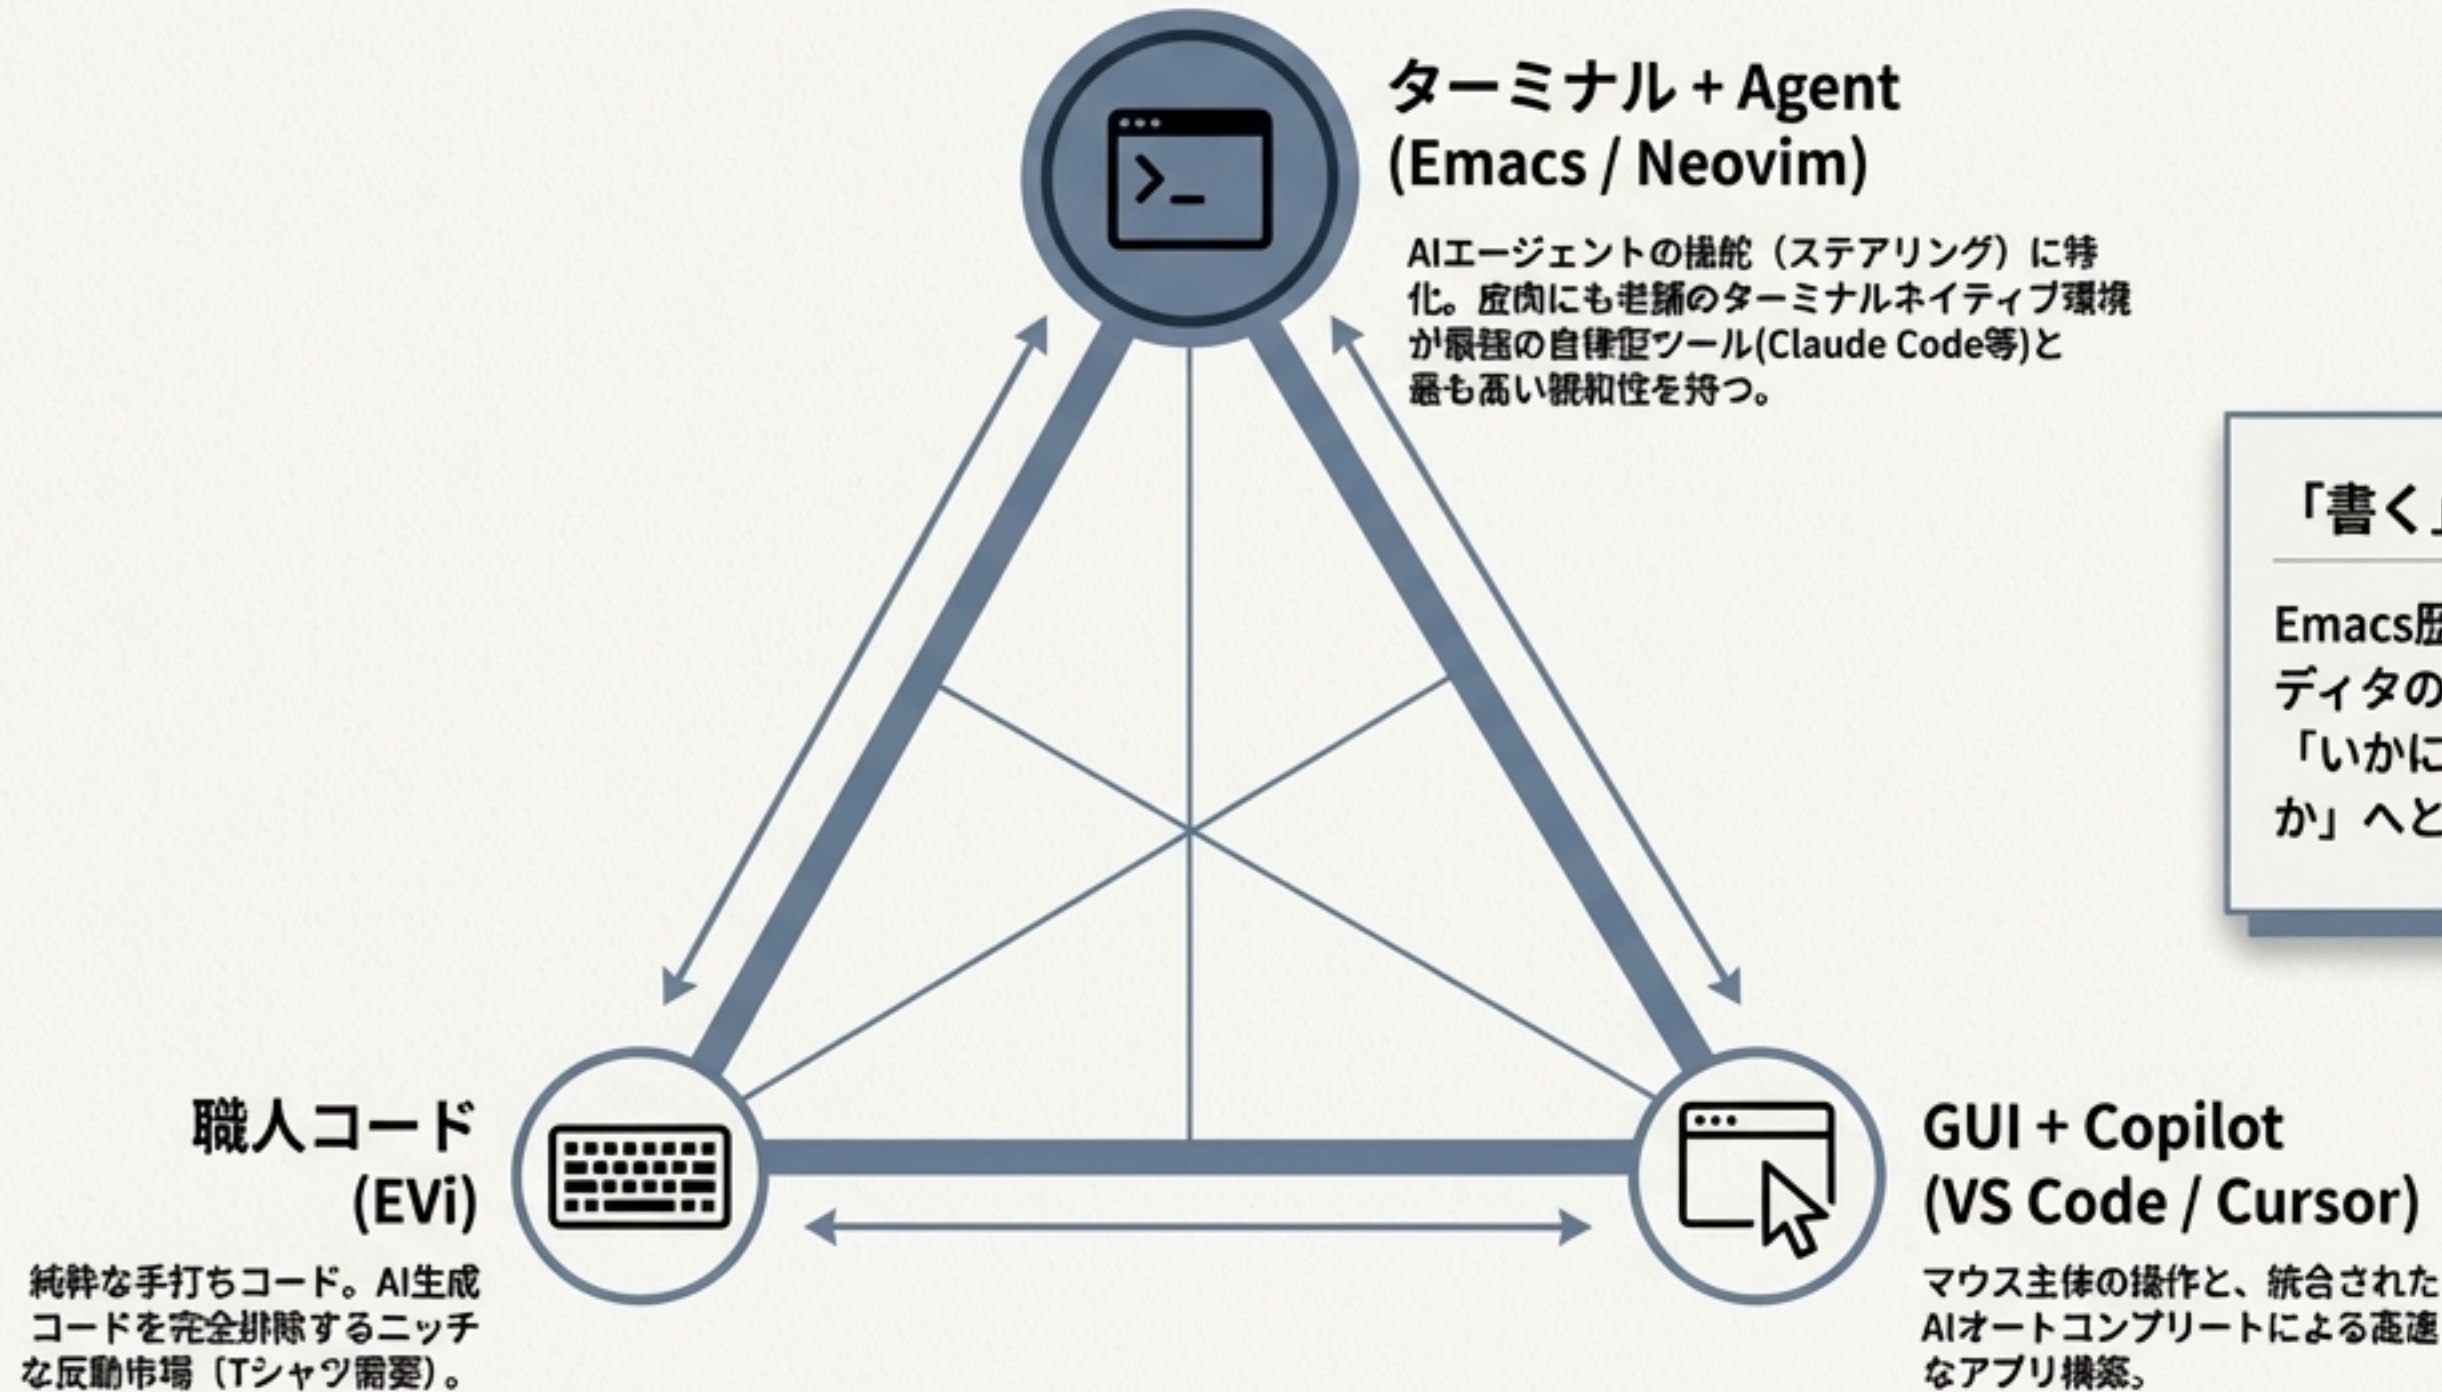 ターミナル + Agent
(Emacs / Neovim)
AIエージェントの操舵（ステアリング）に特
化。皮肉にも老舗のターミナルネイティブ環境
が最強の自律型ツール(Claude Code等)と
最も高い親和性を持つ。
「書く」
Emacs歴
ディタの
「いかに
か」へと
職人コード
(EVi)
純粋な手打ちコード。AI生成
コードを完全排除するニッチ
な反動市場（Tシャツ需要）。
GUI + Copilot
(VS Code / Cursor)
マウス主体の操作と、統合された
AIオートコンプリートによる高速
なアプリ構築。